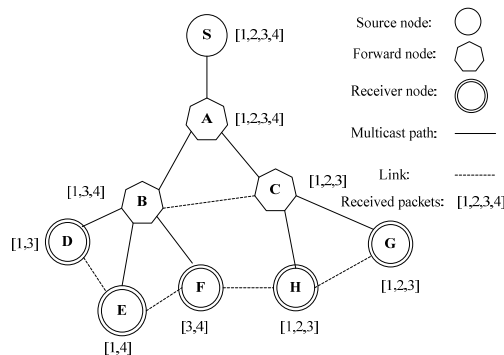 S [1,2,3,4]
A [1,2,3,4]
B [1,3,4]
C [1,2,3]
D [1,3]
E [1,4]
F [3,4]
H [1,2,3]
G [1,2,3]
Source node:
Forward node:
Receiver node:
Multicast path:
Link:
Received packets: [1,2,3,4]